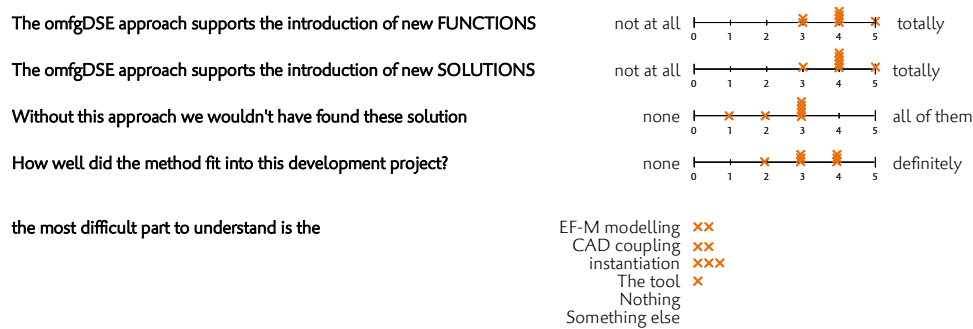 The omfgDSE approach supports the introduction of new FUNCTIONS not at all totally
0 1 2 3 4 5
The omfgDSE approach supports the introduction of new SOLUTIONS not at all totally
0 1 2 3 4 5
Without this approach we wouldn't have found these solution none all of them
0 1 2 3 4 5
How well did the method fit into this development project? none definitely
0 1 2 3 4 5
the most difficult part to understand is the EF-M modelling
CAD coupling
instantiation
The tool
Nothing
Something else